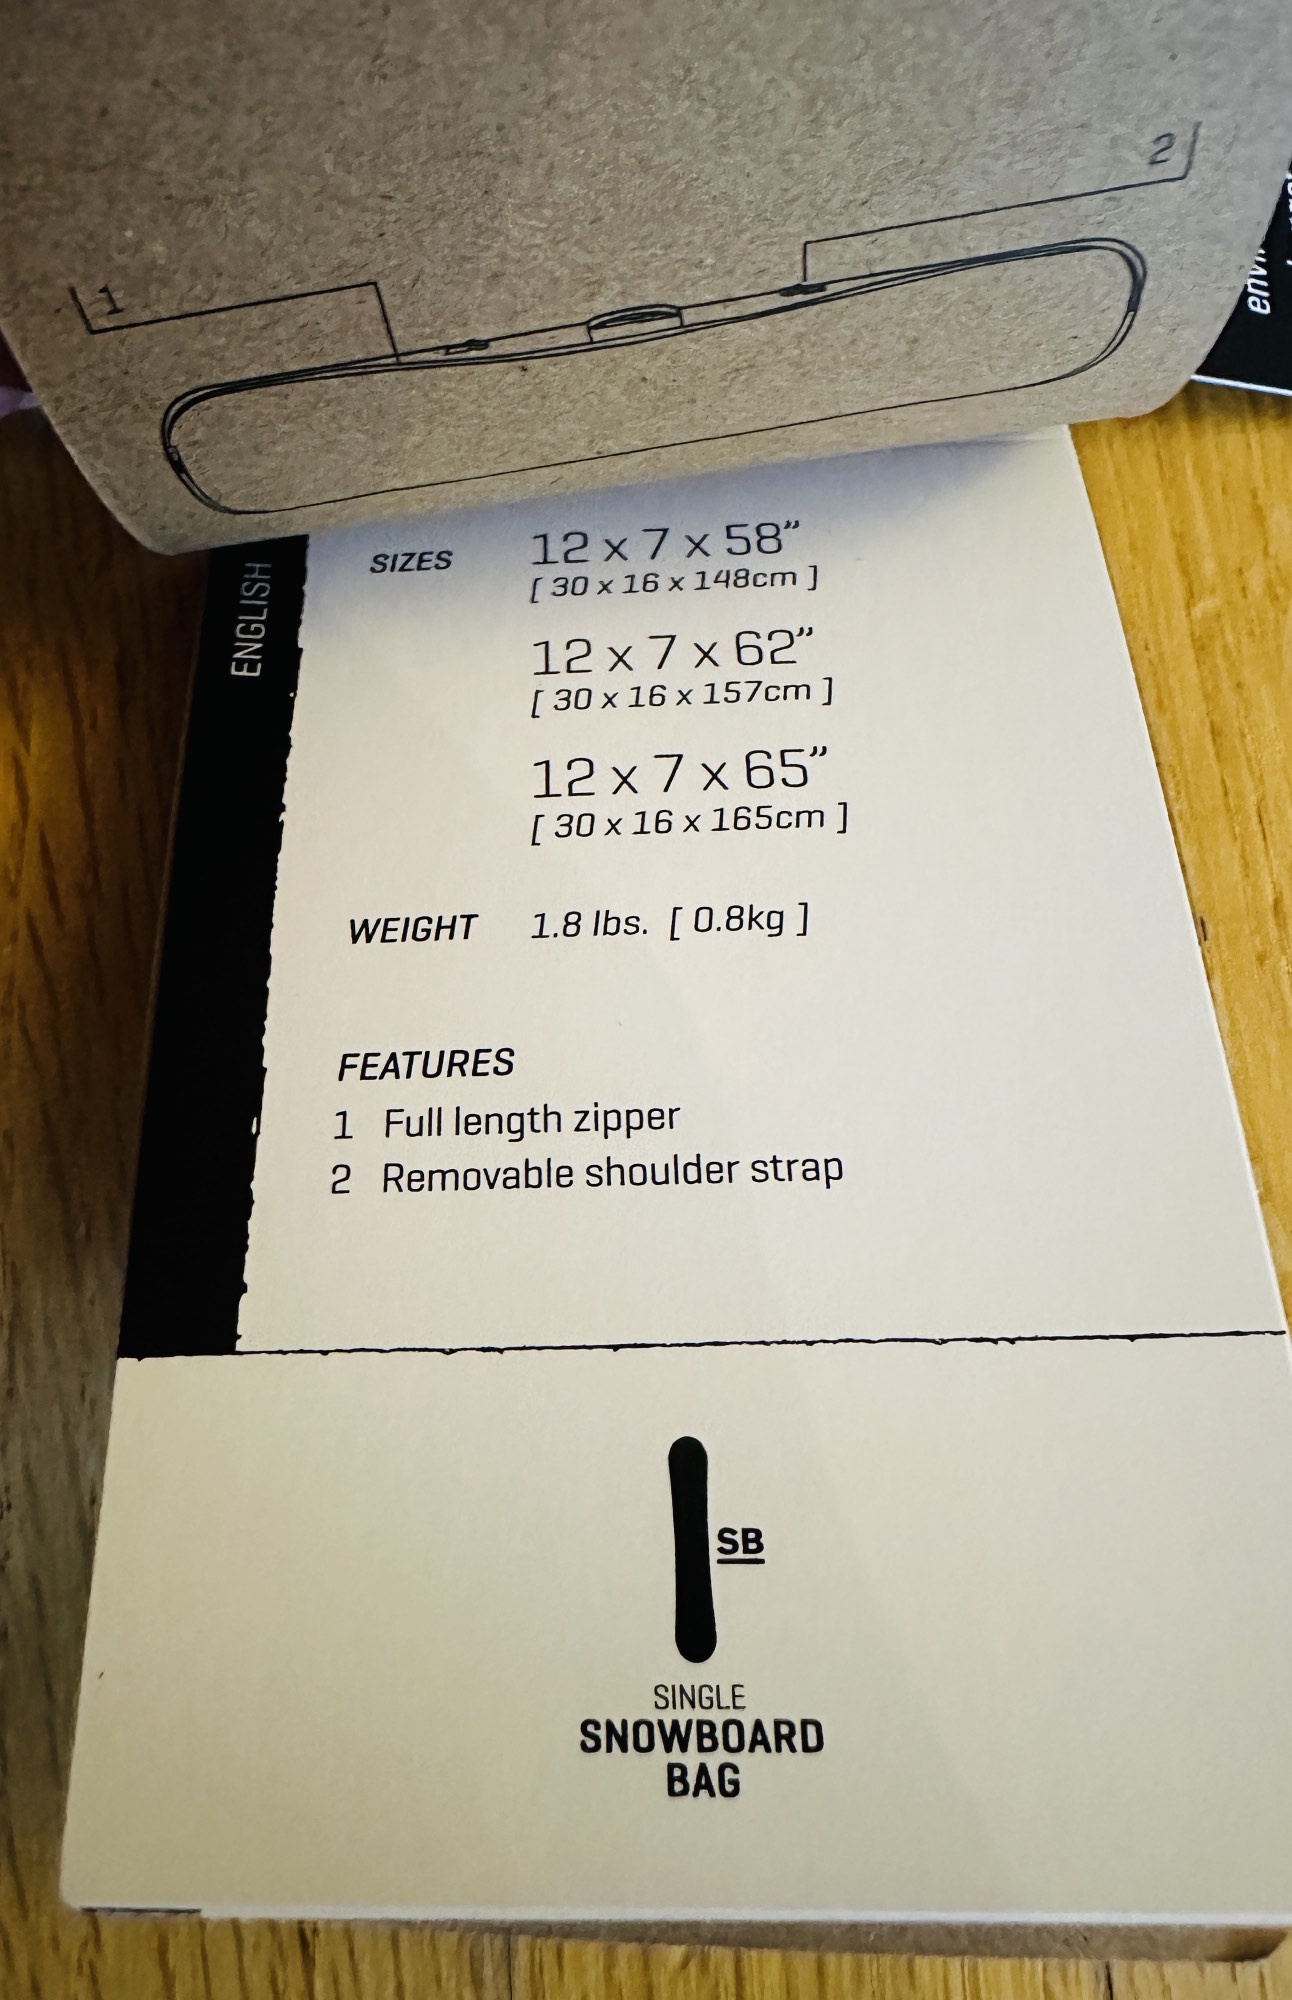 2
1
envi
ENGLISH
SIZES 12 x 7 x 58”
[ 30 x 16 x 148cm ]
12 x 7 x 62”
[ 30 x 16 x 157cm ]
12 x 7 x 65”
[ 30 x 16 x 165cm ]
WEIGHT 1.8 lbs. [ 0.8kg ]
FEATURES
1 Full length zipper
2 Removable shoulder strap
SB
SINGLE
SNOWBOARD
BAG